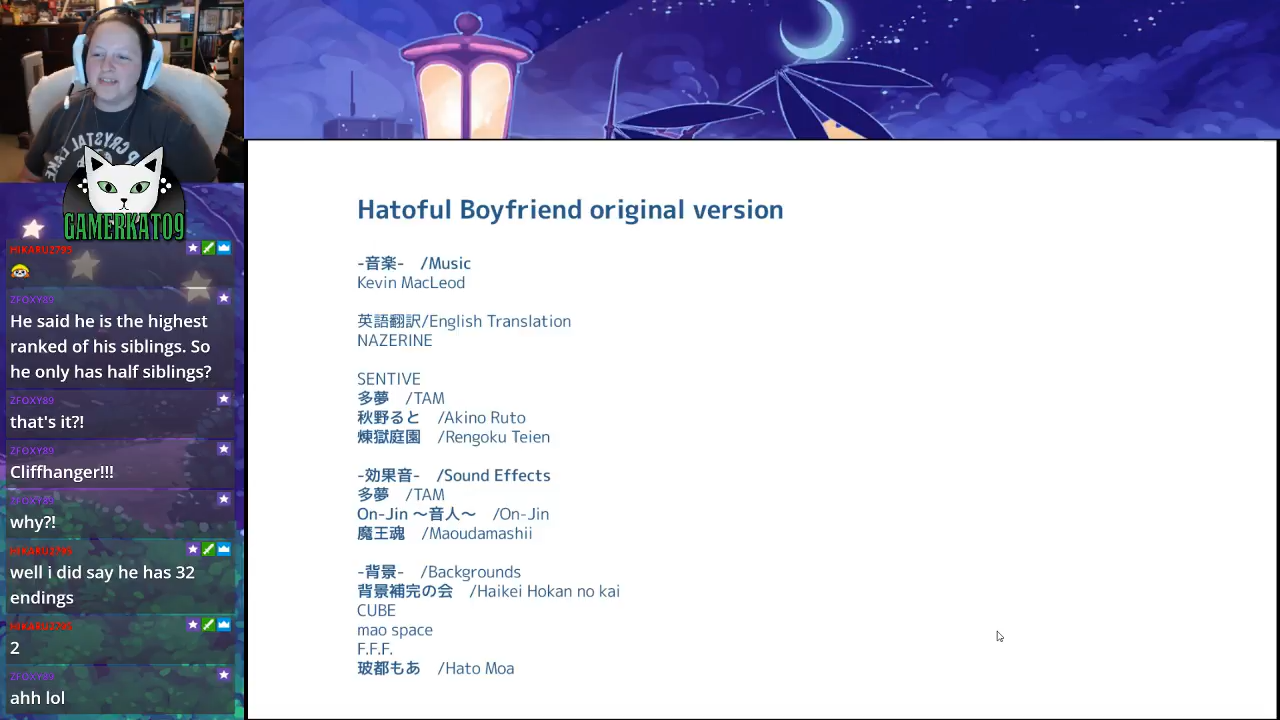 CRYSTAL LAKE
GAMERKAT09
HIKARU2795
ZFOXY89
He said he is the highest
ranked of his siblings. So
he only has half siblings?
ZFOXY89
that's it?!
ZFOXY89
Cliffhanger!!!
ZFOXY89
why?!
HIKARU2795
well i did say he has 32
endings
HIKARU2795
2
ZFOXY89
ahh lol
Hatoful Boyfriend original version
-音楽- /Music
Kevin MacLeod
英語翻訳/English Translation
NAZERINE
SENTIVE
多夢 /TAM
秋野ると /Akino Ruto
煉獄庭園 /Rengoku Teien
-効果音- /Sound Effects
多夢 /TAM
On-Jin ～音人～ /On-Jin
魔王魂 /Maoudamashii
-背景- /Backgrounds
背景補完の会 /Haikei Hokan no kai
CUBE
mao space
F.F.F.
玻都もあ /Hato Moa